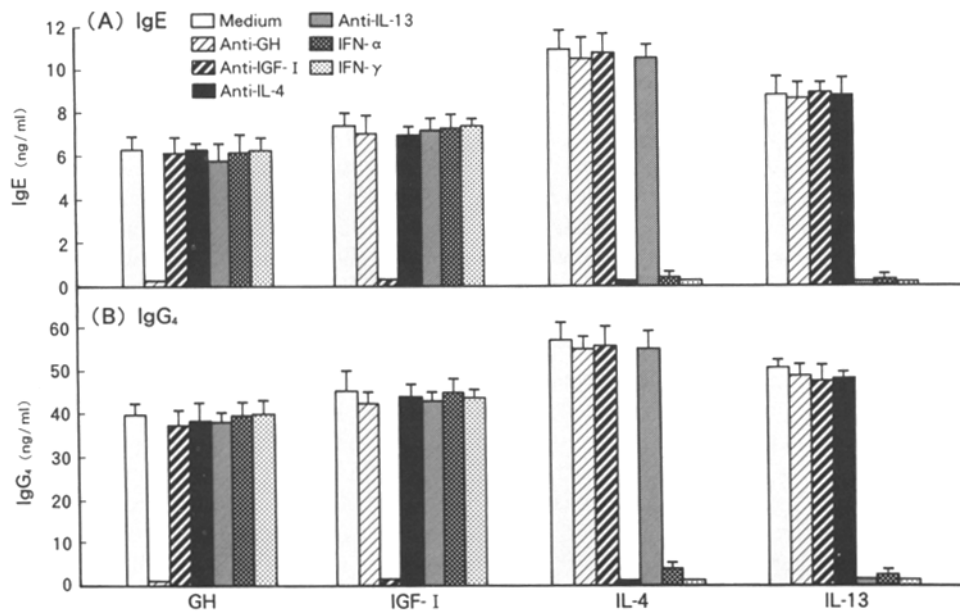 (A) IgE
Medium
Anti-GH
Anti-IGF-Ⅰ
Anti-IL-4
Anti-IL-13
IFN-α
IFN-γ
IgE (ng/ml)
12
10
8
6
4
2
0
(B) IgG₄
IgG₄ (ng/ml)
60
50
40
30
20
10
0
GH
IGF-Ⅰ
IL-4
IL-13